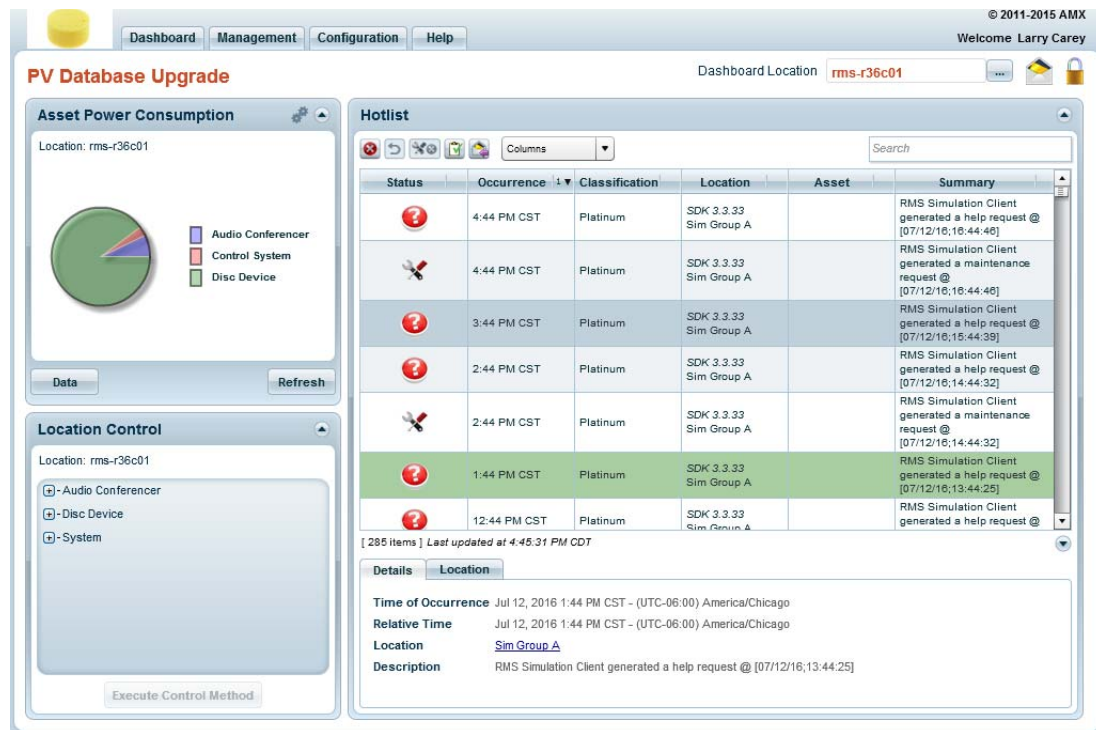 © 2011-2015 AMX
Dashboard Management Configuration Help
Welcome Larry Carey
PV Database Upgrade
Dashboard Location rms-r36c01 ...
Asset Power Consumption
Location: rms-r36c01
Audio Conferencer
Control System
Disc Device
Data Refresh
Location Control
Location: rms-r36c01
- Audio Conferencer
- Disc Device
- System
Execute Control Method
Hotlist
Columns Search
Status Occurrence 1 Classification Location Asset Summary
4:44 PM CST Platinum SDK 3.3.33
Sim Group A
RMS Simulation Client
generated a help request @
[07/12/16;16:44:46]
4:44 PM CST Platinum SDK 3.3.33
Sim Group A
RMS Simulation Client
generated a maintenance
request @
[07/12/16;16:44:46]
3:44 PM CST Platinum SDK 3.3.33
Sim Group A
RMS Simulation Client
generated a help request @
[07/12/16;15:44:39]
2:44 PM CST Platinum SDK 3.3.33
Sim Group A
RMS Simulation Client
generated a help request @
[07/12/16;14:44:32]
2:44 PM CST Platinum SDK 3.3.33
Sim Group A
RMS Simulation Client
generated a maintenance
request @
[07/12/16;14:44:32]
1:44 PM CST Platinum SDK 3.3.33
Sim Group A
RMS Simulation Client
generated a help request @
[07/12/16;13:44:25]
12:44 PM CST Platinum SDK 3.3.33
Sim Group A
RMS Simulation Client
generated a help request @
[ 285 items ] Last updated at 4:45:31 PM CDT
Details Location
Time of Occurrence Jul 12, 2016 1:44 PM CST - (UTC-06:00) America/Chicago
Relative Time Jul 12, 2016 1:44 PM CST - (UTC-06:00) America/Chicago
Location Sim Group A
Description RMS Simulation Client generated a help request @ [07/12/16;13:44:25]